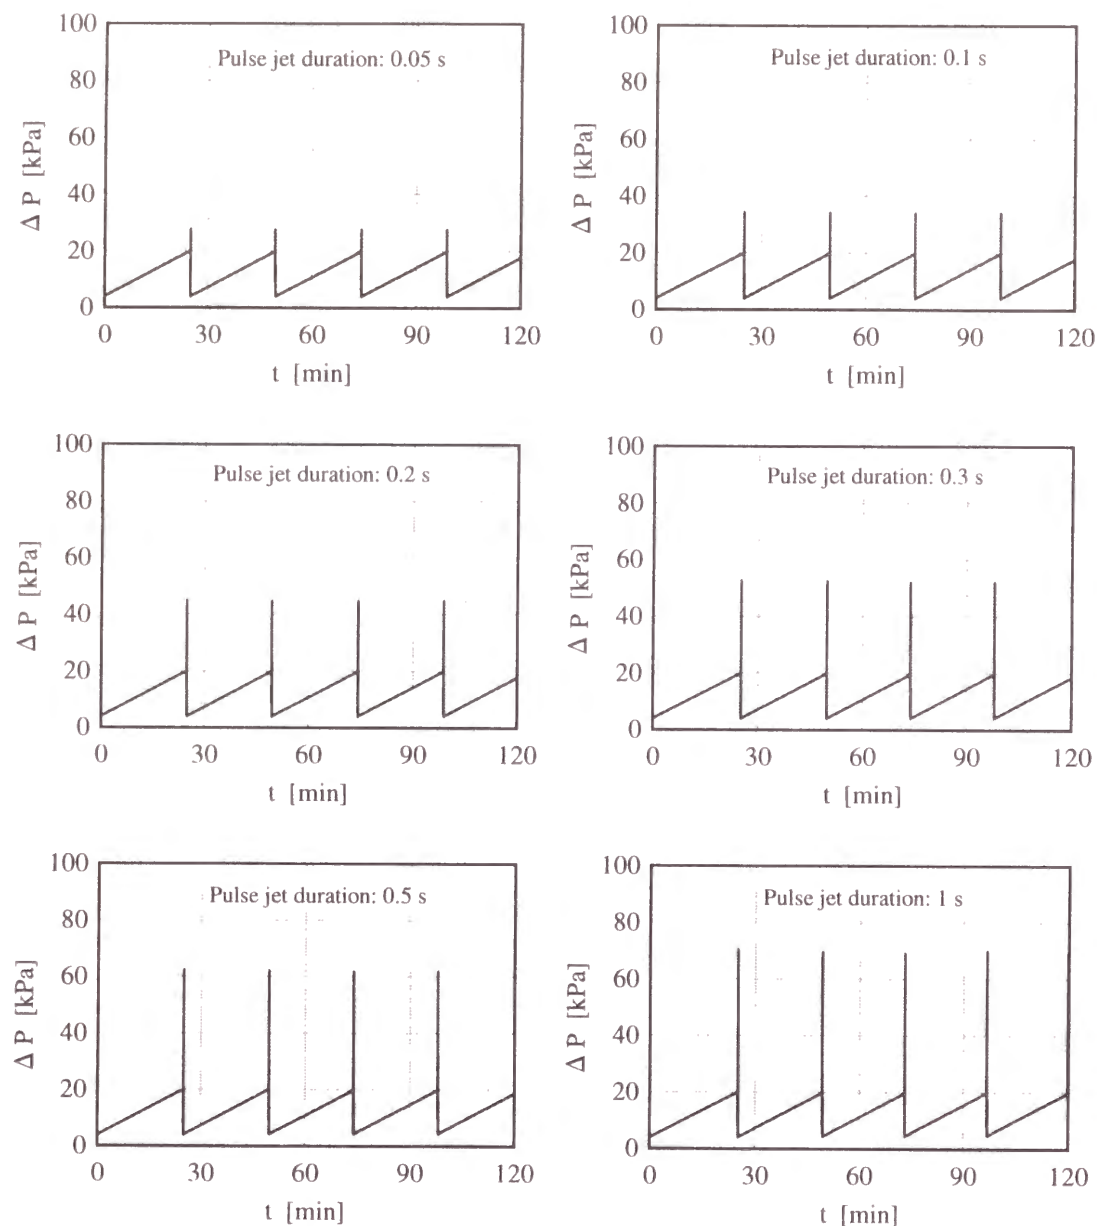 100
Pulse jet duration: 0.05 s
80
60
40
20
0
Δ P [kPa]
0 30 60 90 120
t [min]
100
Pulse jet duration: 0.1 s
80
60
40
20
0
Δ P [kPa]
0 30 60 90 120
t [min]
100
Pulse jet duration: 0.2 s
80
60
40
20
0
Δ P [kPa]
0 30 60 90 120
t [min]
100
Pulse jet duration: 0.3 s
80
60
40
20
0
Δ P [kPa]
0 30 60 90 120
t [min]
100
Pulse jet duration: 0.5 s
80
60
40
20
0
Δ P [kPa]
0 30 60 90 120
t [min]
100
Pulse jet duration: 1 s
80
60
40
20
0
Δ P [kPa]
0 30 60 90 120
t [min]